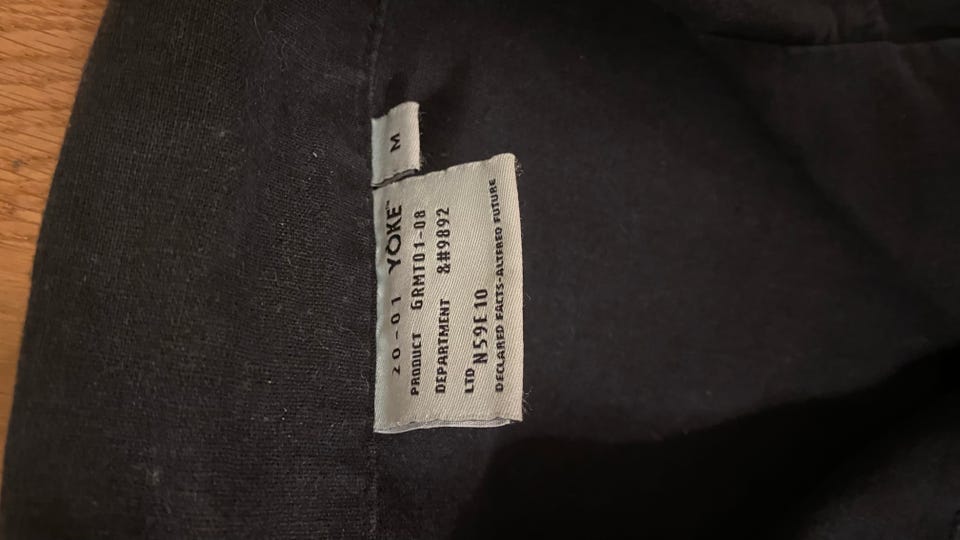 M
20-01 YOKE™
PRODUCT GRMT01-08
DEPARTMENT &#9892
LTD N59E10
DECLARED FACTS-ALTERED FUTURE